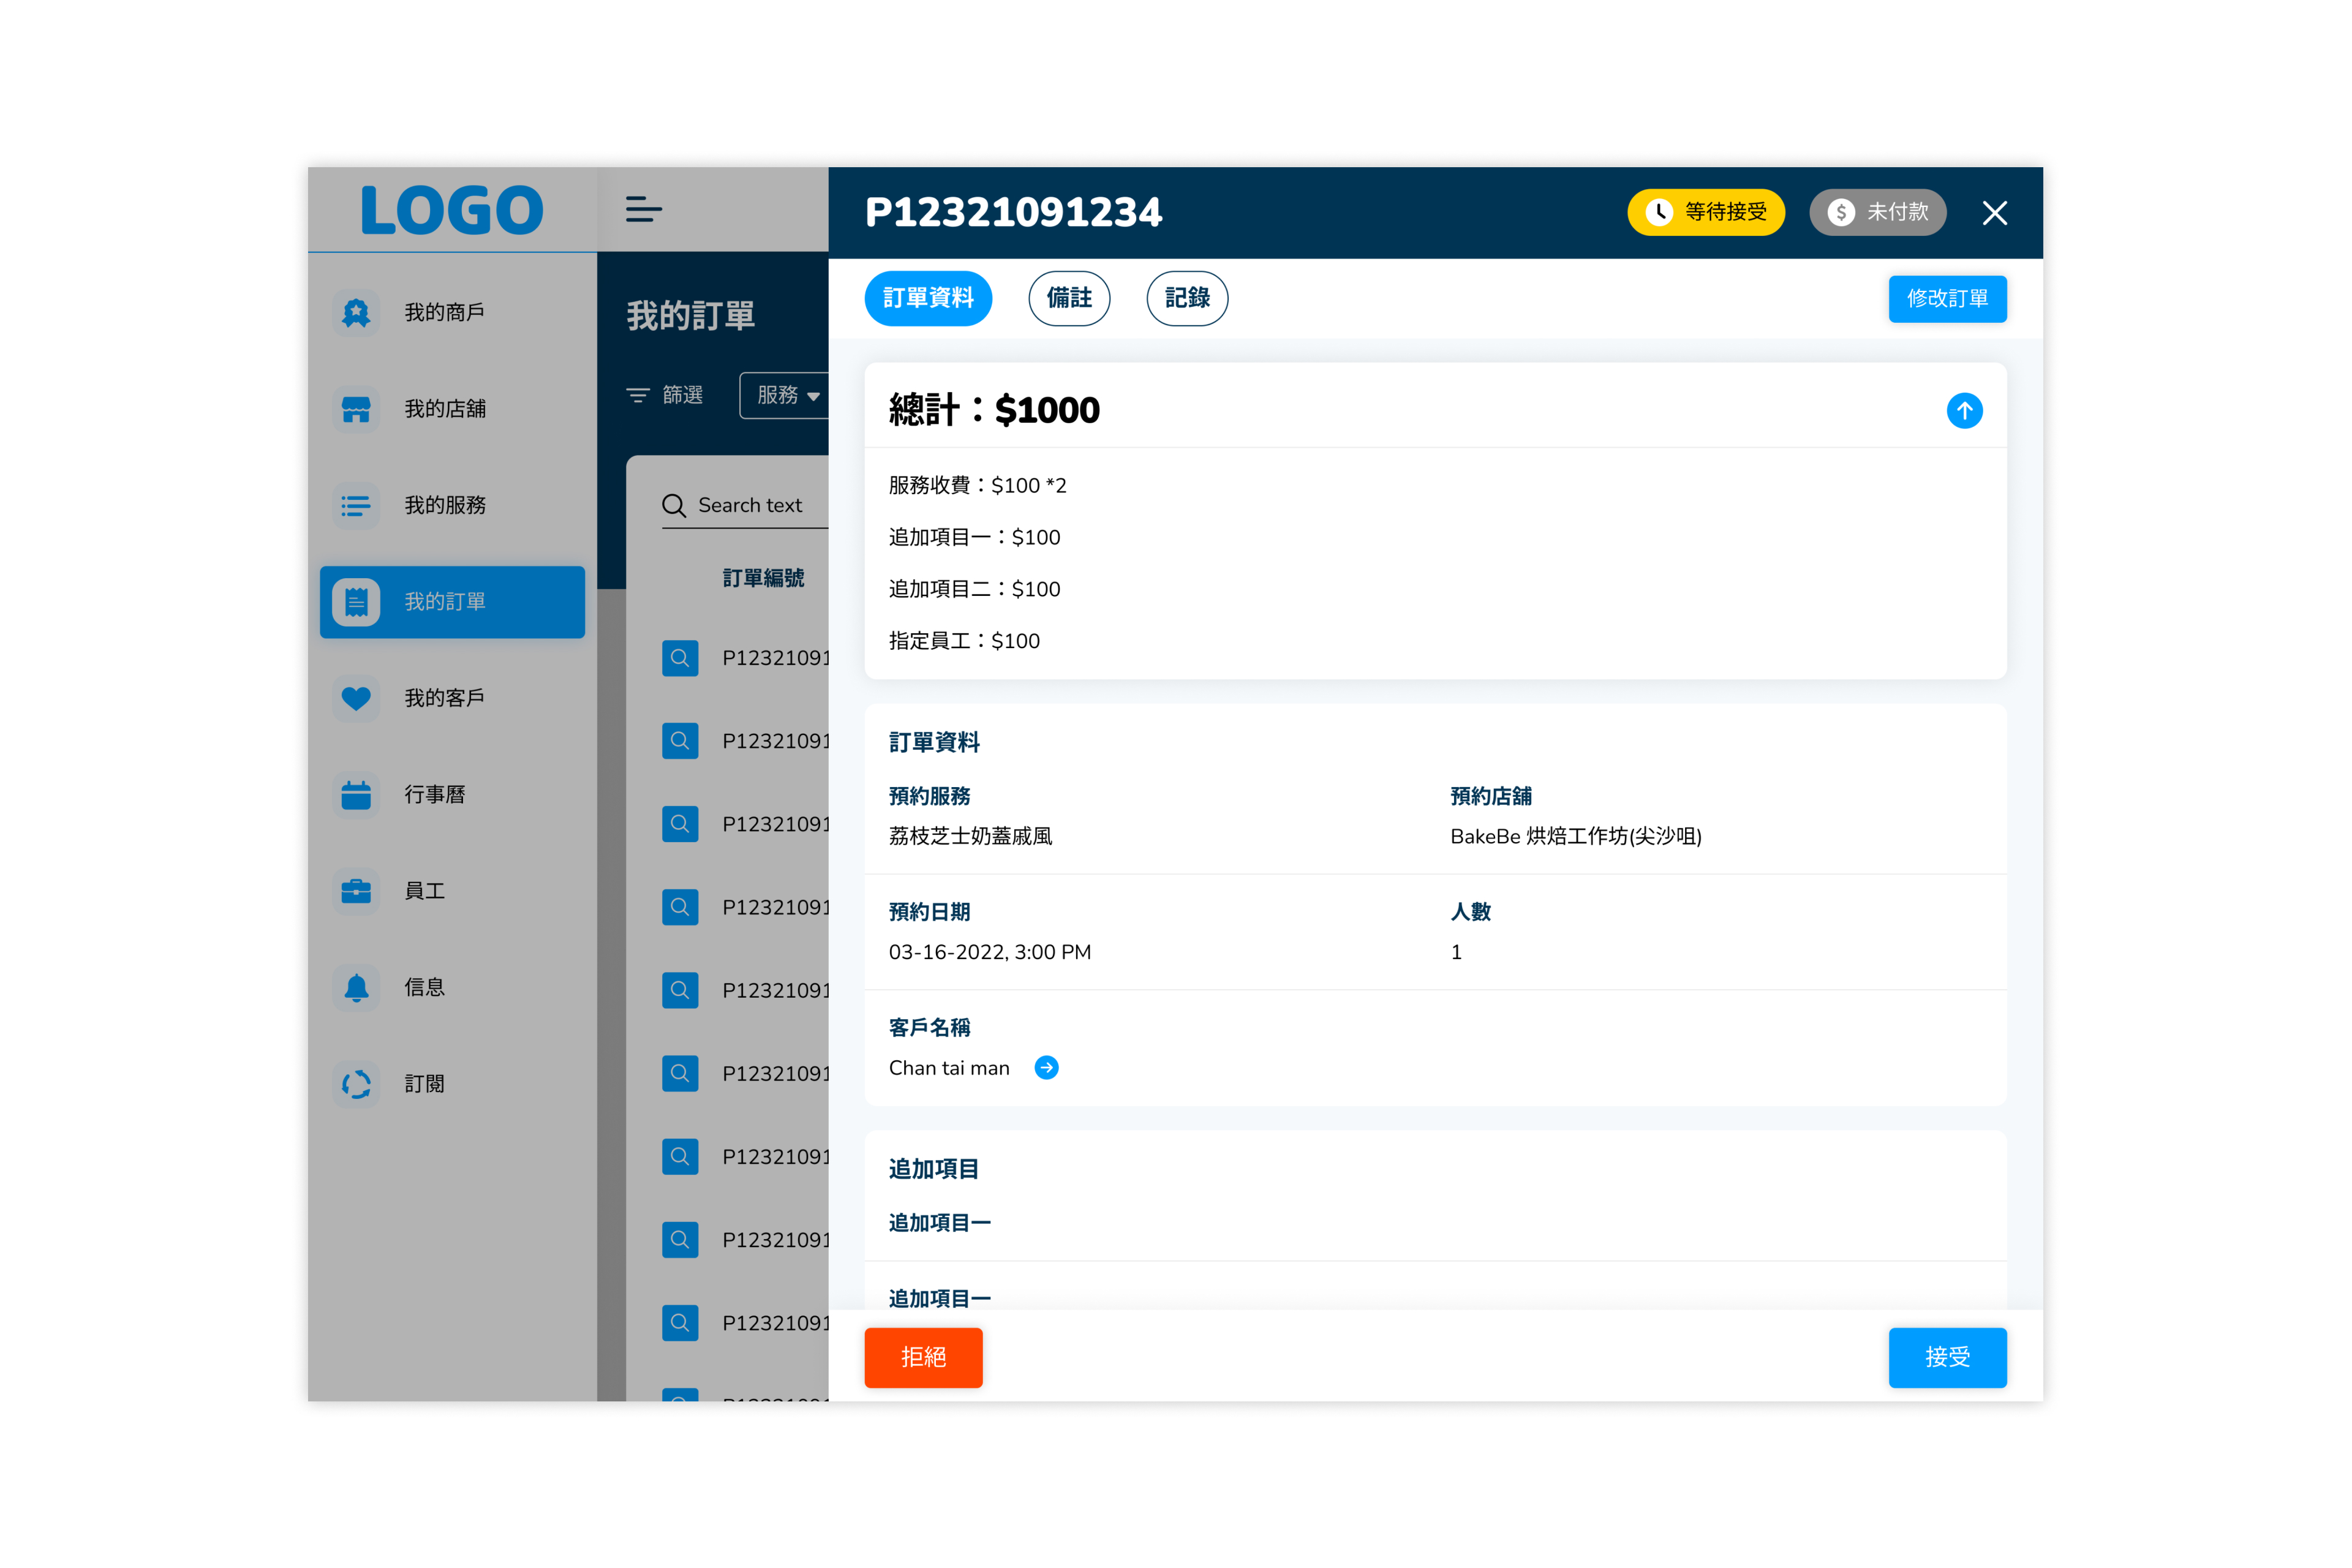 LOGO
我的商戶
我的店舖
我的服務
我的訂單
我的客戶
行事曆
員工
信息
訂閱
我的訂單
篩選
服務
Search text
訂單編號
P12321091
P12321091
P12321091
P12321091
P12321091
P12321091
P12321091
P12321091
P12321091
P12321091234
等待接受
未付款
訂單資料
備註
記錄
修改訂單
總計：$1000
服務收費：$100 *2
追加項目一：$100
追加項目二：$100
指定員工：$100
訂單資料
預約服務
預約店舖
荔枝芝士奶蓋戚風
BakeBe 烘焙工作坊(尖沙咀)
預約日期
人數
03-16-2022, 3:00 PM
1
客戶名稱
Chan tai man
追加項目
追加項目一
追加項目一
拒絕
接受